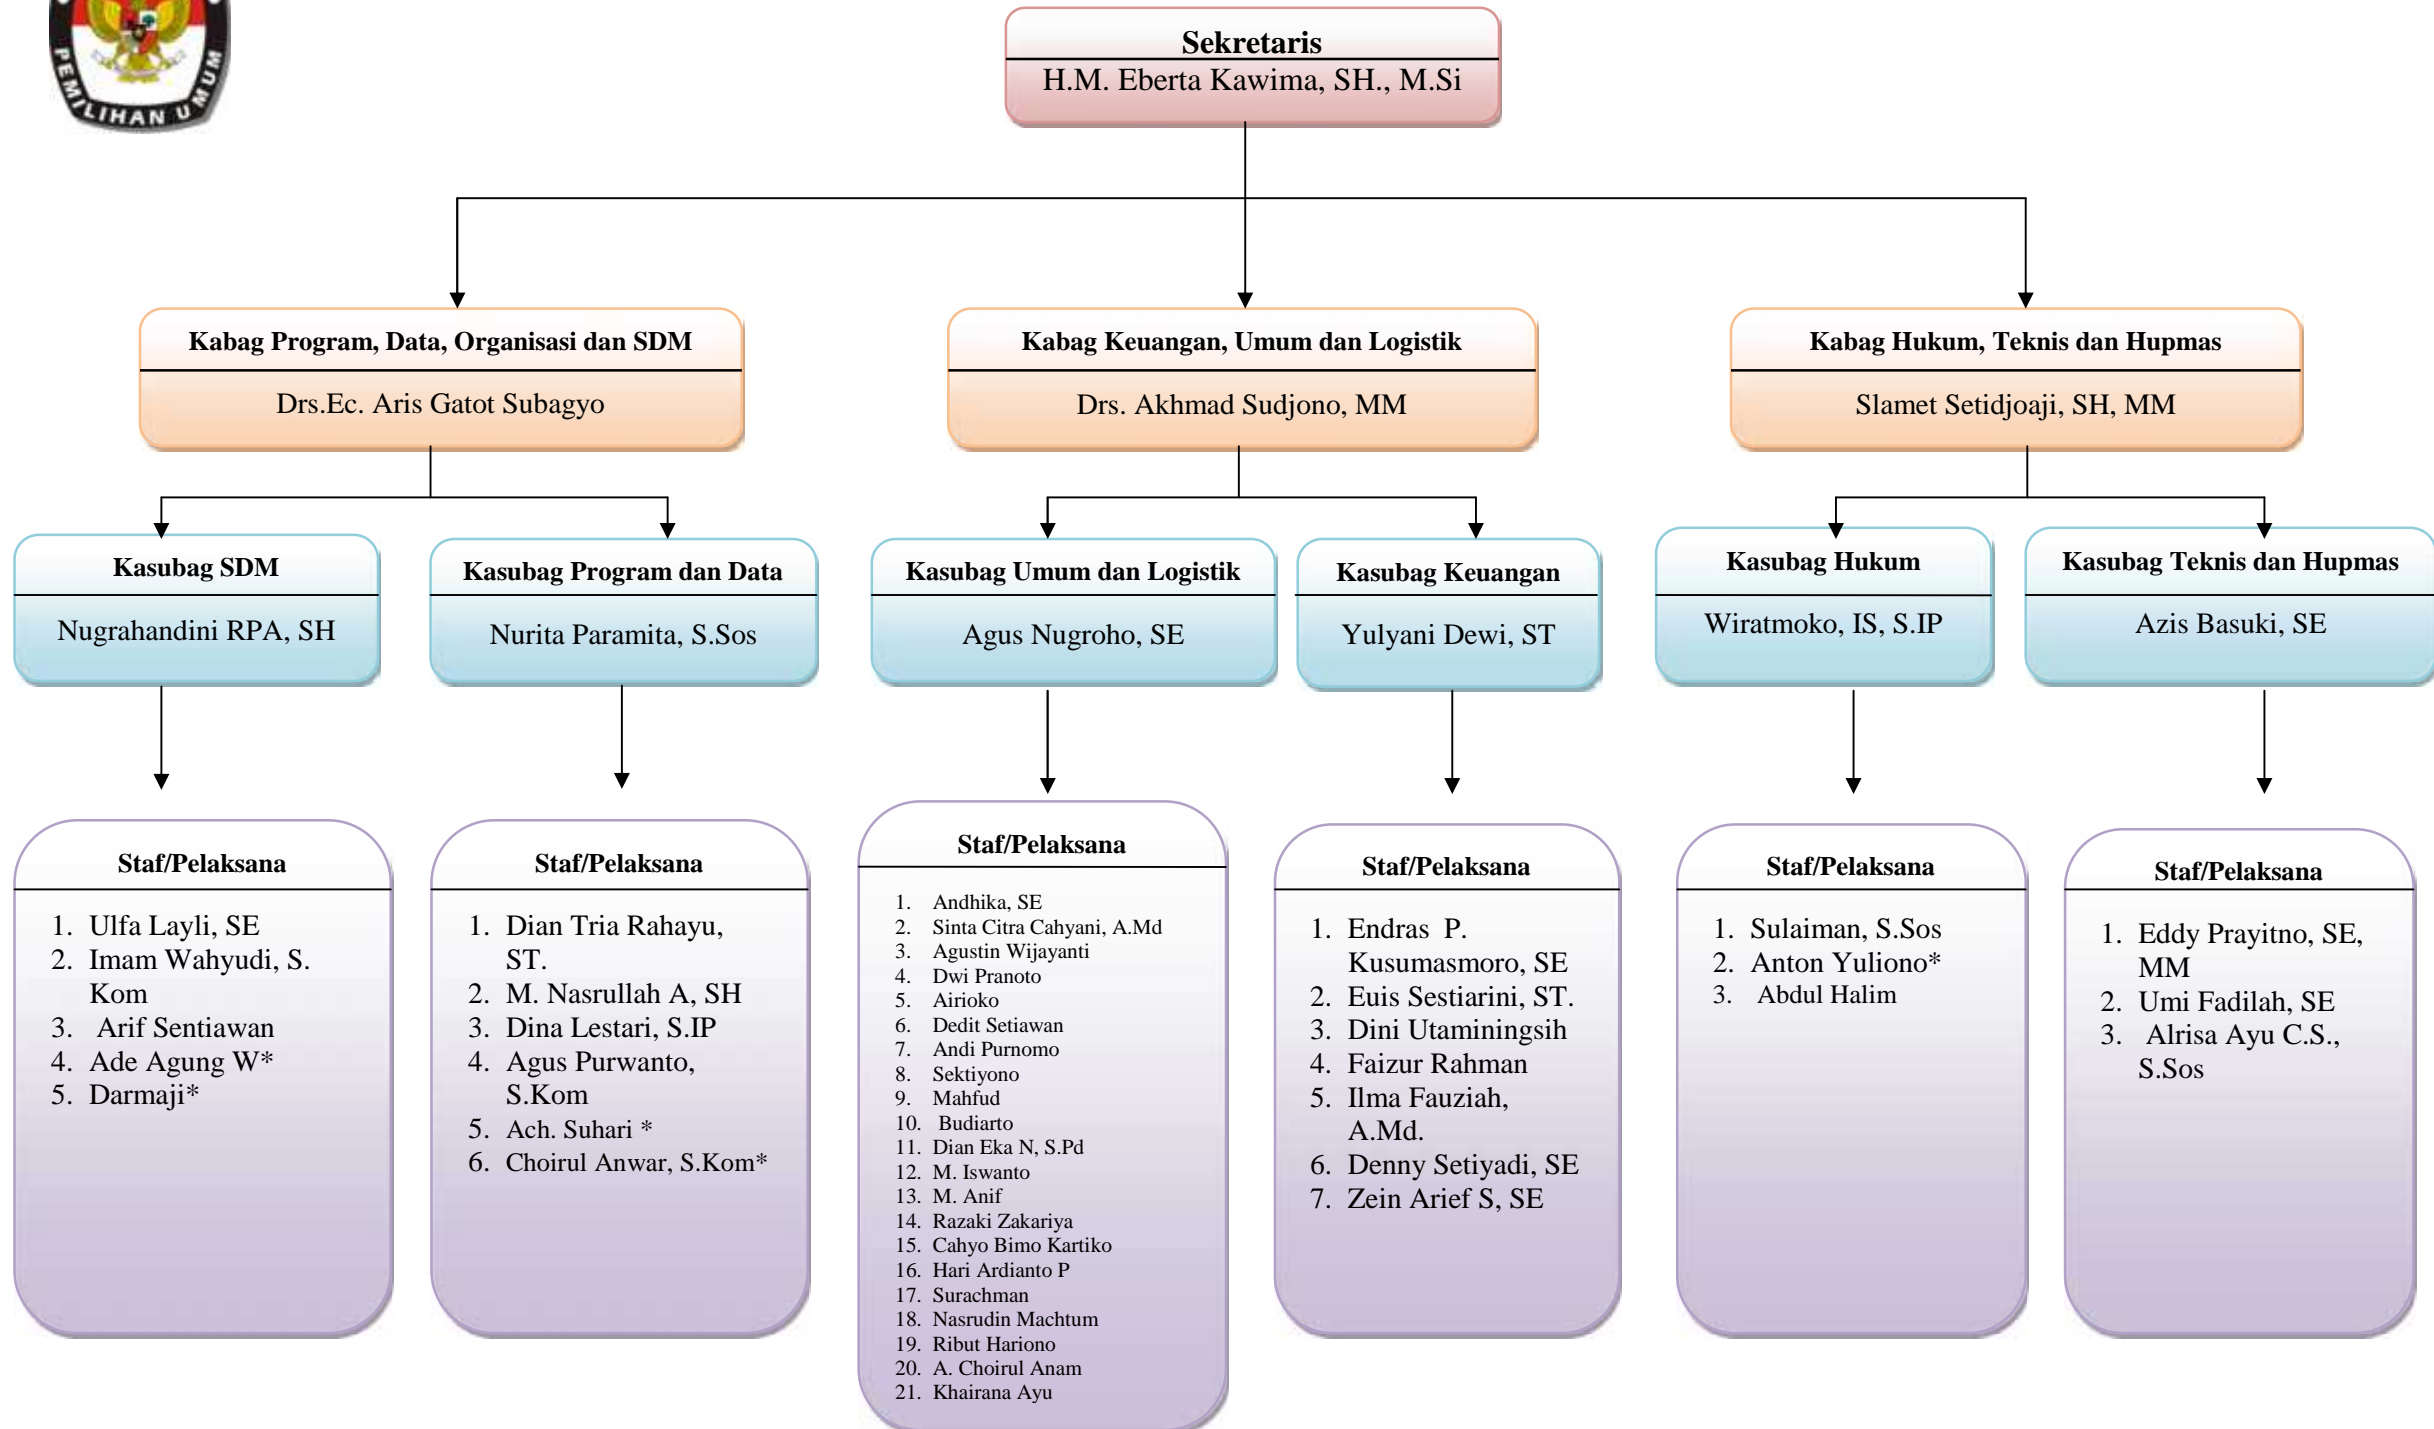 PEMILIHAN UMUM
Sekretaris
H.M. Eberta Kawima, SH., M.Si
Kabag Program, Data, Organisasi dan SDM
Drs.Ec. Aris Gatot Subagyo
Kabag Keuangan, Umum dan Logistik
Drs. Akhmad Sudjono, MM
Kabag Hukum, Teknis dan Hupmas
Slamet Setidjoaji, SH, MM
Kasubag SDM
Nugrahandini RPA, SH
Kasubag Program dan Data
Nurita Paramita, S.Sos
Kasubag Umum dan Logistik
Agus Nugroho, SE
Kasubag Keuangan
Yulyani Dewi, ST
Kasubag Hukum
Wiratmoko, IS, S.IP
Kasubag Teknis dan Hupmas
Azis Basuki, SE
Staf/Pelaksana
1. Ulfa Layli, SE
2. Imam Wahyudi, S.
Kom
3. Arif Sentiawan
4. Ade Agung W*
5. Darmaji*
Staf/Pelaksana
1. Dian Tria Rahayu,
ST.
2. M. Nasrullah A, SH
3. Dina Lestari, S.IP
4. Agus Purwanto,
S.Kom
5. Ach. Suhari *
6. Choirul Anwar, S.Kom*
Staf/Pelaksana
1. Andhika, SE
2. Sinta Citra Cahyani, A.Md
3. Agustin Wijayanti
4. Dwi Pranoto
5. Airioko
6. Dedit Setiawan
7. Andi Purnomo
8. Sektiyono
9. Mahfud
10. Budiarto
11. Dian Eka N, S.Pd
12. M. Iswanto
13. M. Anif
14. Razaki Zakariya
15. Cahyo Bimo Kartiko
16. Hari Ardianto P
17. Surachman
18. Nasrudin Machtum
19. Ribut Hariono
20. A. Choirul Anam
21. Khairana Ayu
Staf/Pelaksana
1. Endras P.
Kusumasmoro, SE
2. Euis Sestiarini, ST.
3. Dini Utaminingsih
4. Faizur Rahman
5. Ilma Fauziah,
A.Md.
6. Denny Setiyadi, SE
7. Zein Arief S, SE
Staf/Pelaksana
1. Sulaiman, S.Sos
2. Anton Yuliono*
3. Abdul Halim
Staf/Pelaksana
1. Eddy Prayitno, SE,
MM
2. Umi Fadilah, SE
3. Alrisa Ayu C.S.,
S.Sos